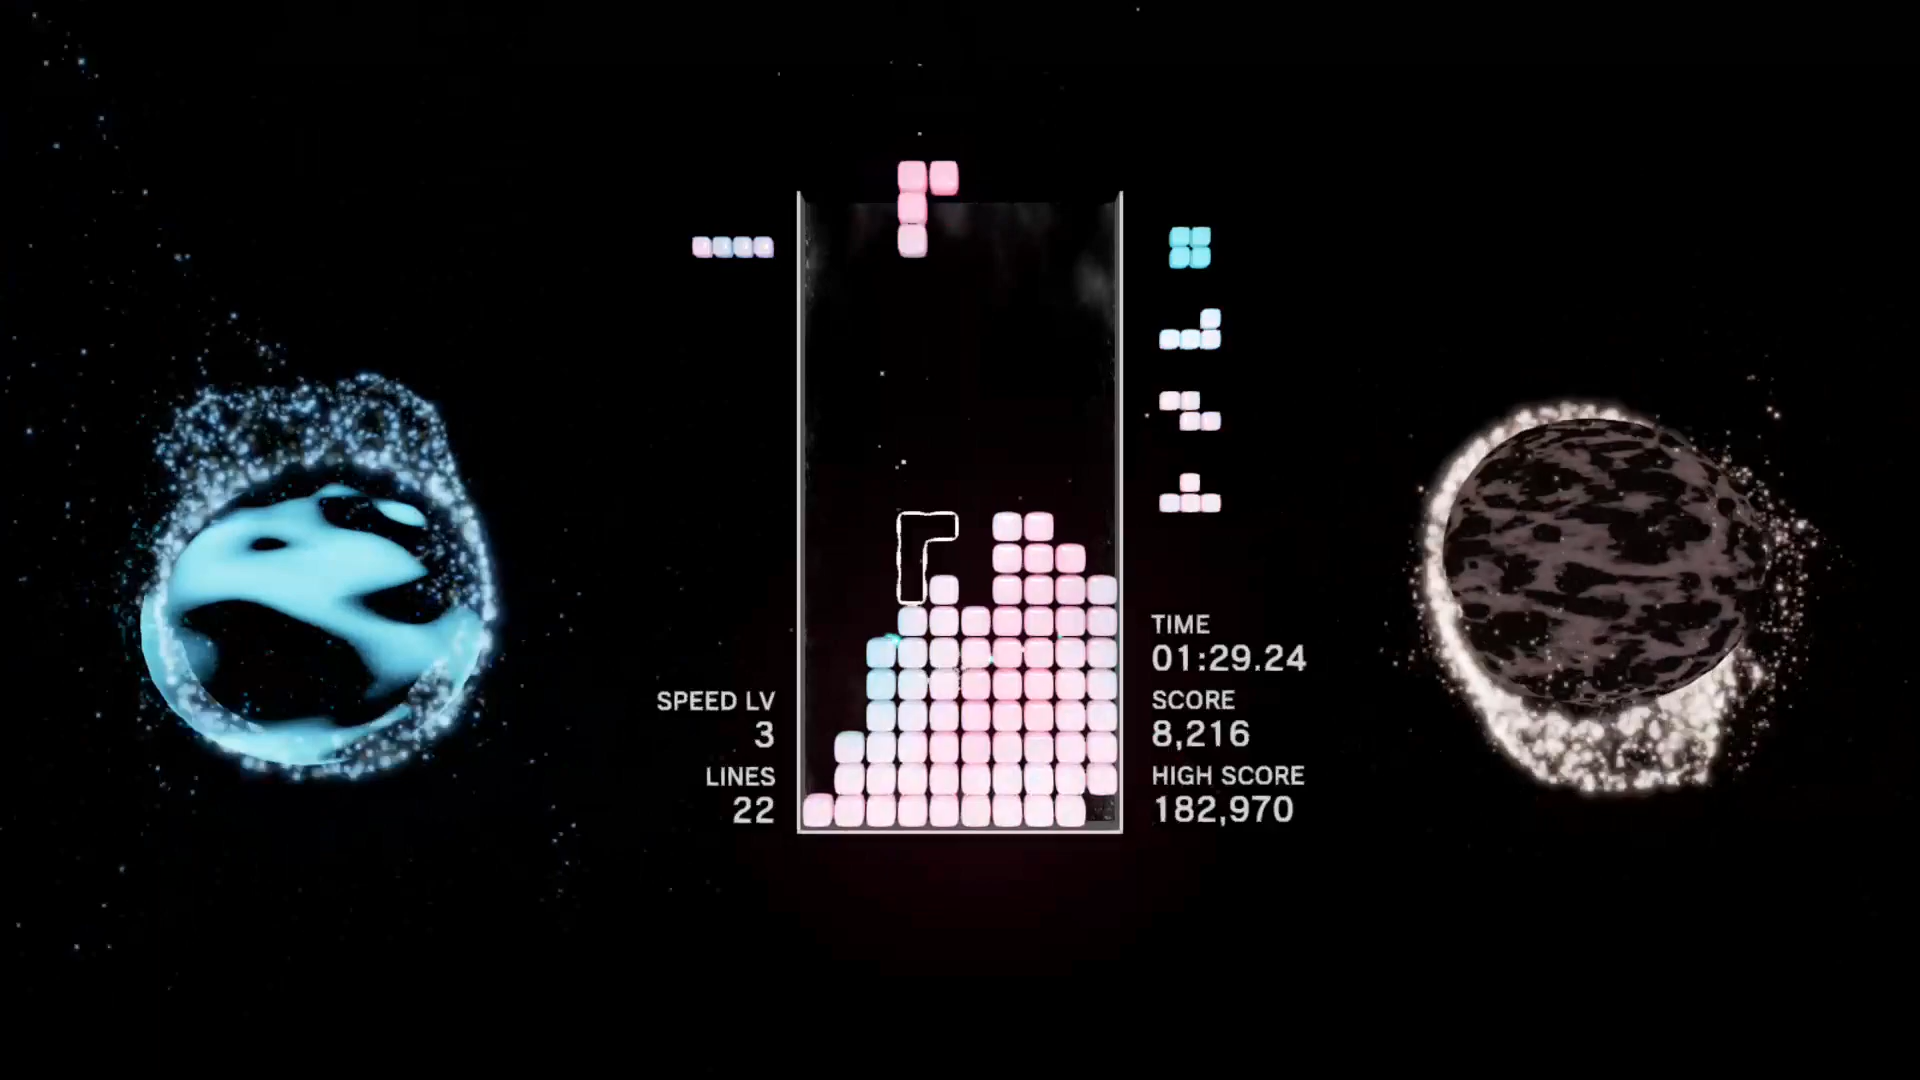 SPEED LV
3
LINES
22
TIME
01:29.24
SCORE
8,216
HIGH SCORE
182,970